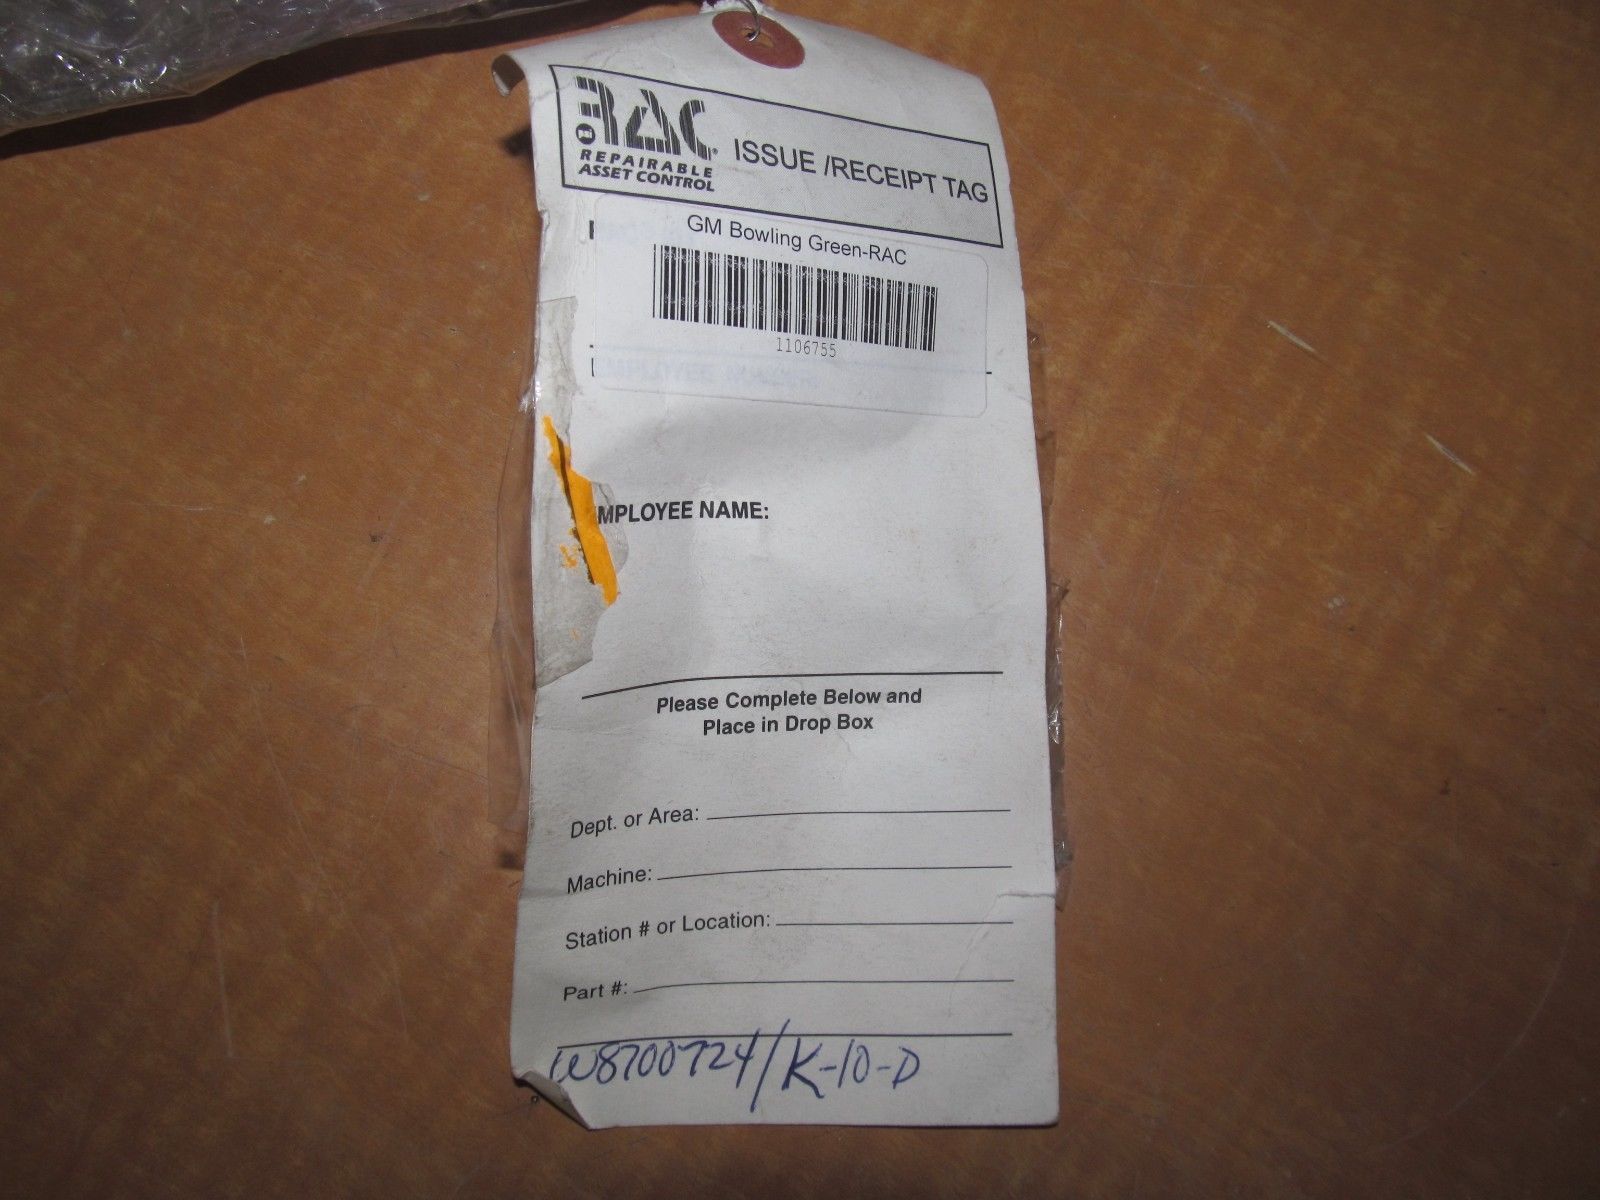 RAC
REPAIRABLE
ASSET CONTROL
ISSUE /RECEIPT TAG
GM Bowling Green-RAC
1106755
MPLOYEE NAME:
Please Complete Below and
Place in Drop Box
Dept. or Area:
Machine:
Station # or Location:
Part #:
W8700724/K-10-D